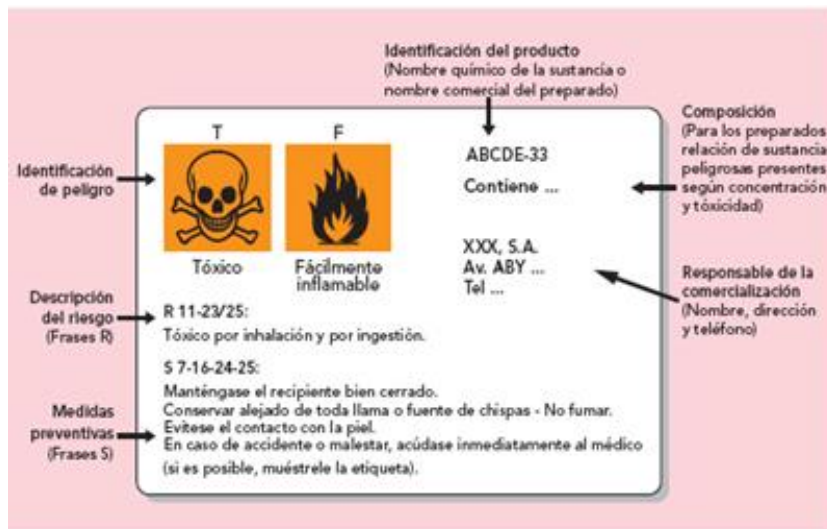 Identificación del producto
(Nombre químico de la sustancia o
nombre comercial del preparado)
Composición
(Para los preparados
relación de sustancia
peligrosas presentes
según concentración
y tóxicidad)
Identificación
de peligro
T
F
ABCDE-33
Contiene ...
Tóxico
Fácilmente
inflamable
XXX, S.A.
Av. ABY ...
Tel ...
Responsable de la
comercialización
(Nombre, dirección
y teléfono)
Descripción
del riesgo
(Frases R)
R 11-23/25:
Tóxico por inhalación y por ingestión.
S 7-16-24-25:
Manténgase el recipiente bien cerrado.
Conservar alejado de toda llama o fuente de chispas - No fumar.
Evítese el contacto con la piel.
En caso de accidente o malestar, acúdase inmediatamente al médico
(si es posible, muéstrele la etiqueta).
Medidas
preventivas
(Frases S)